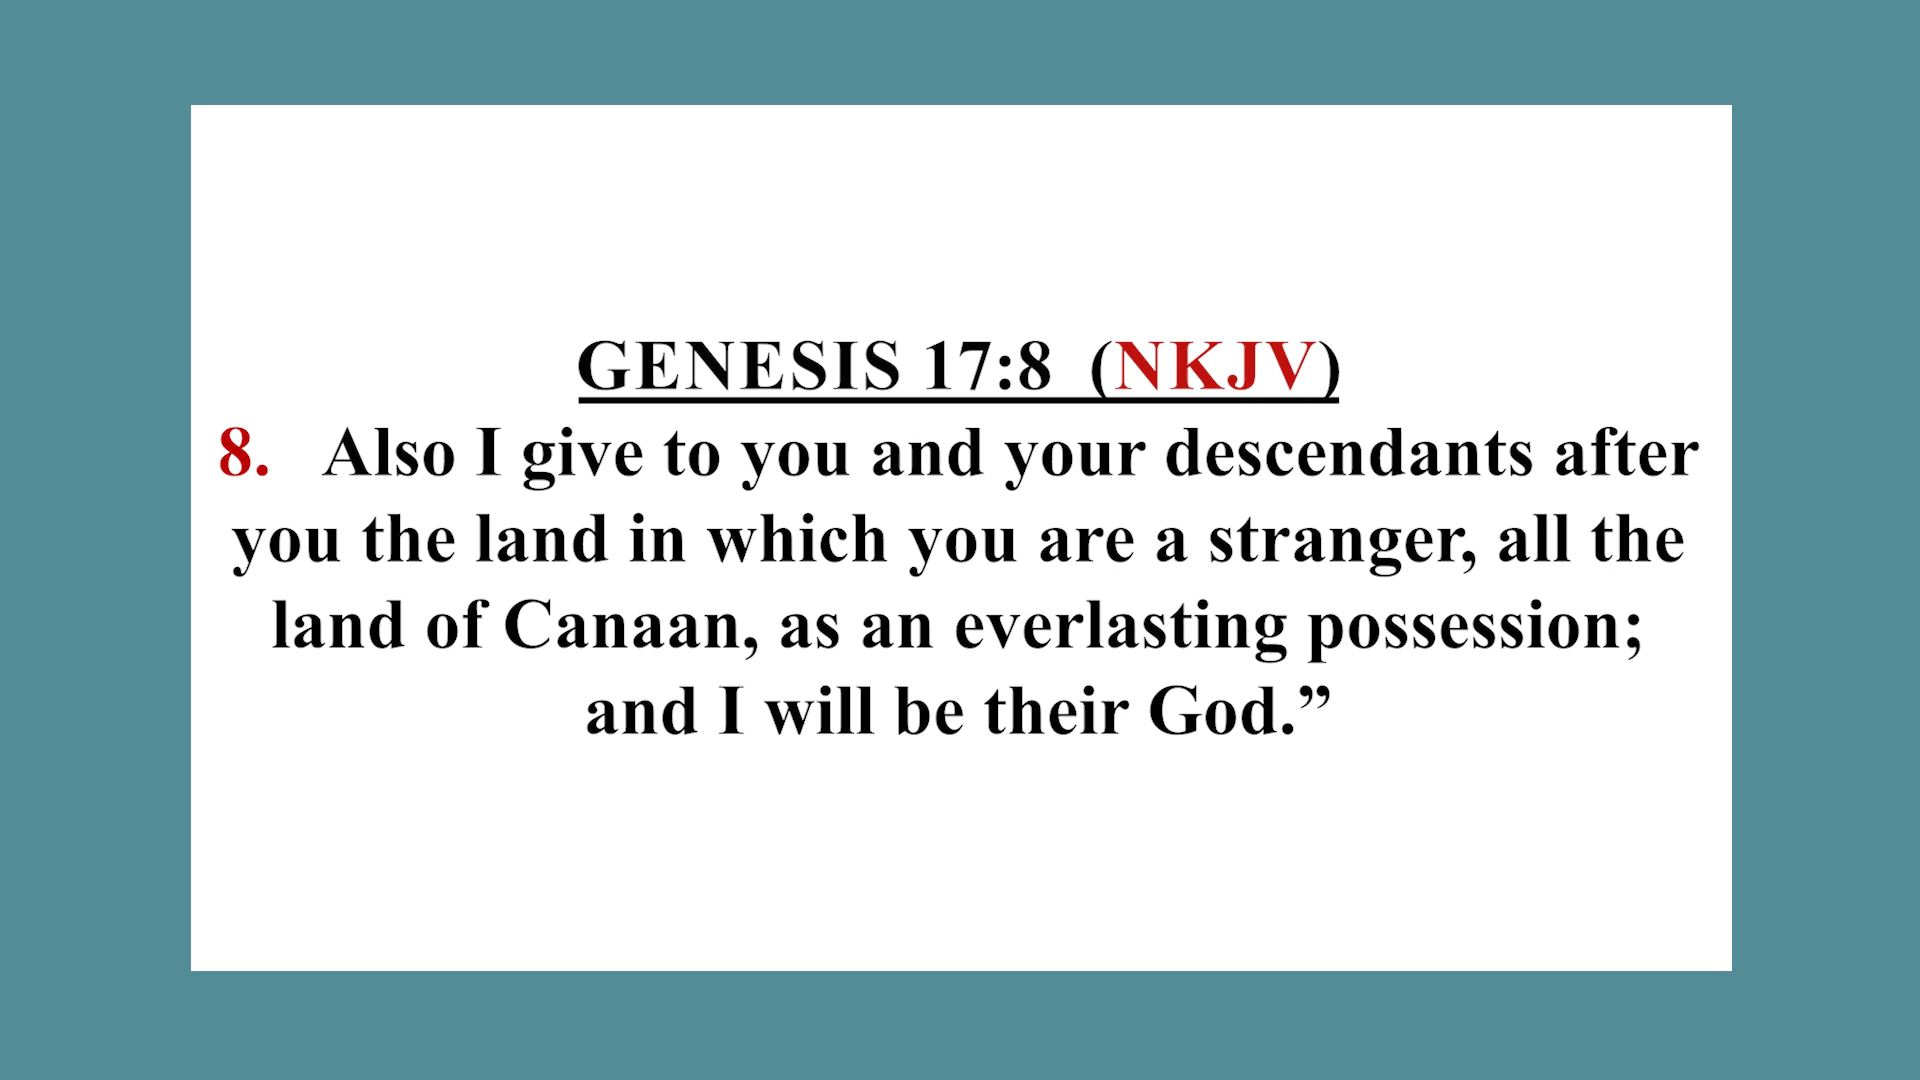 GENESIS 17:8  (NKJV)
8.   Also I give to you and your descendants after
you the land in which you are a stranger, all the
land of Canaan, as an everlasting possession;
and I will be their God.”